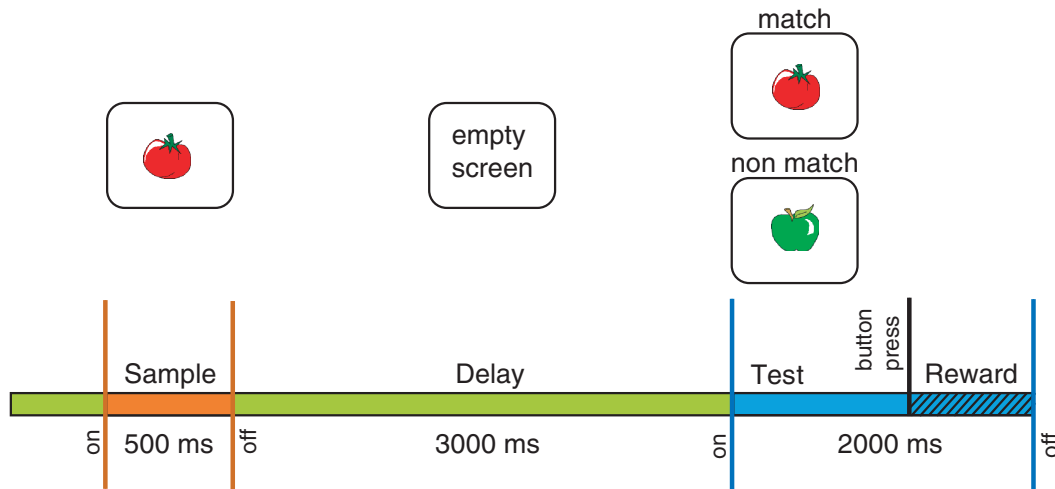 match
empty
screen
non match
button
press
Sample
Delay
Test
Reward
on
500 ms
off
3000 ms
on
2000 ms
off